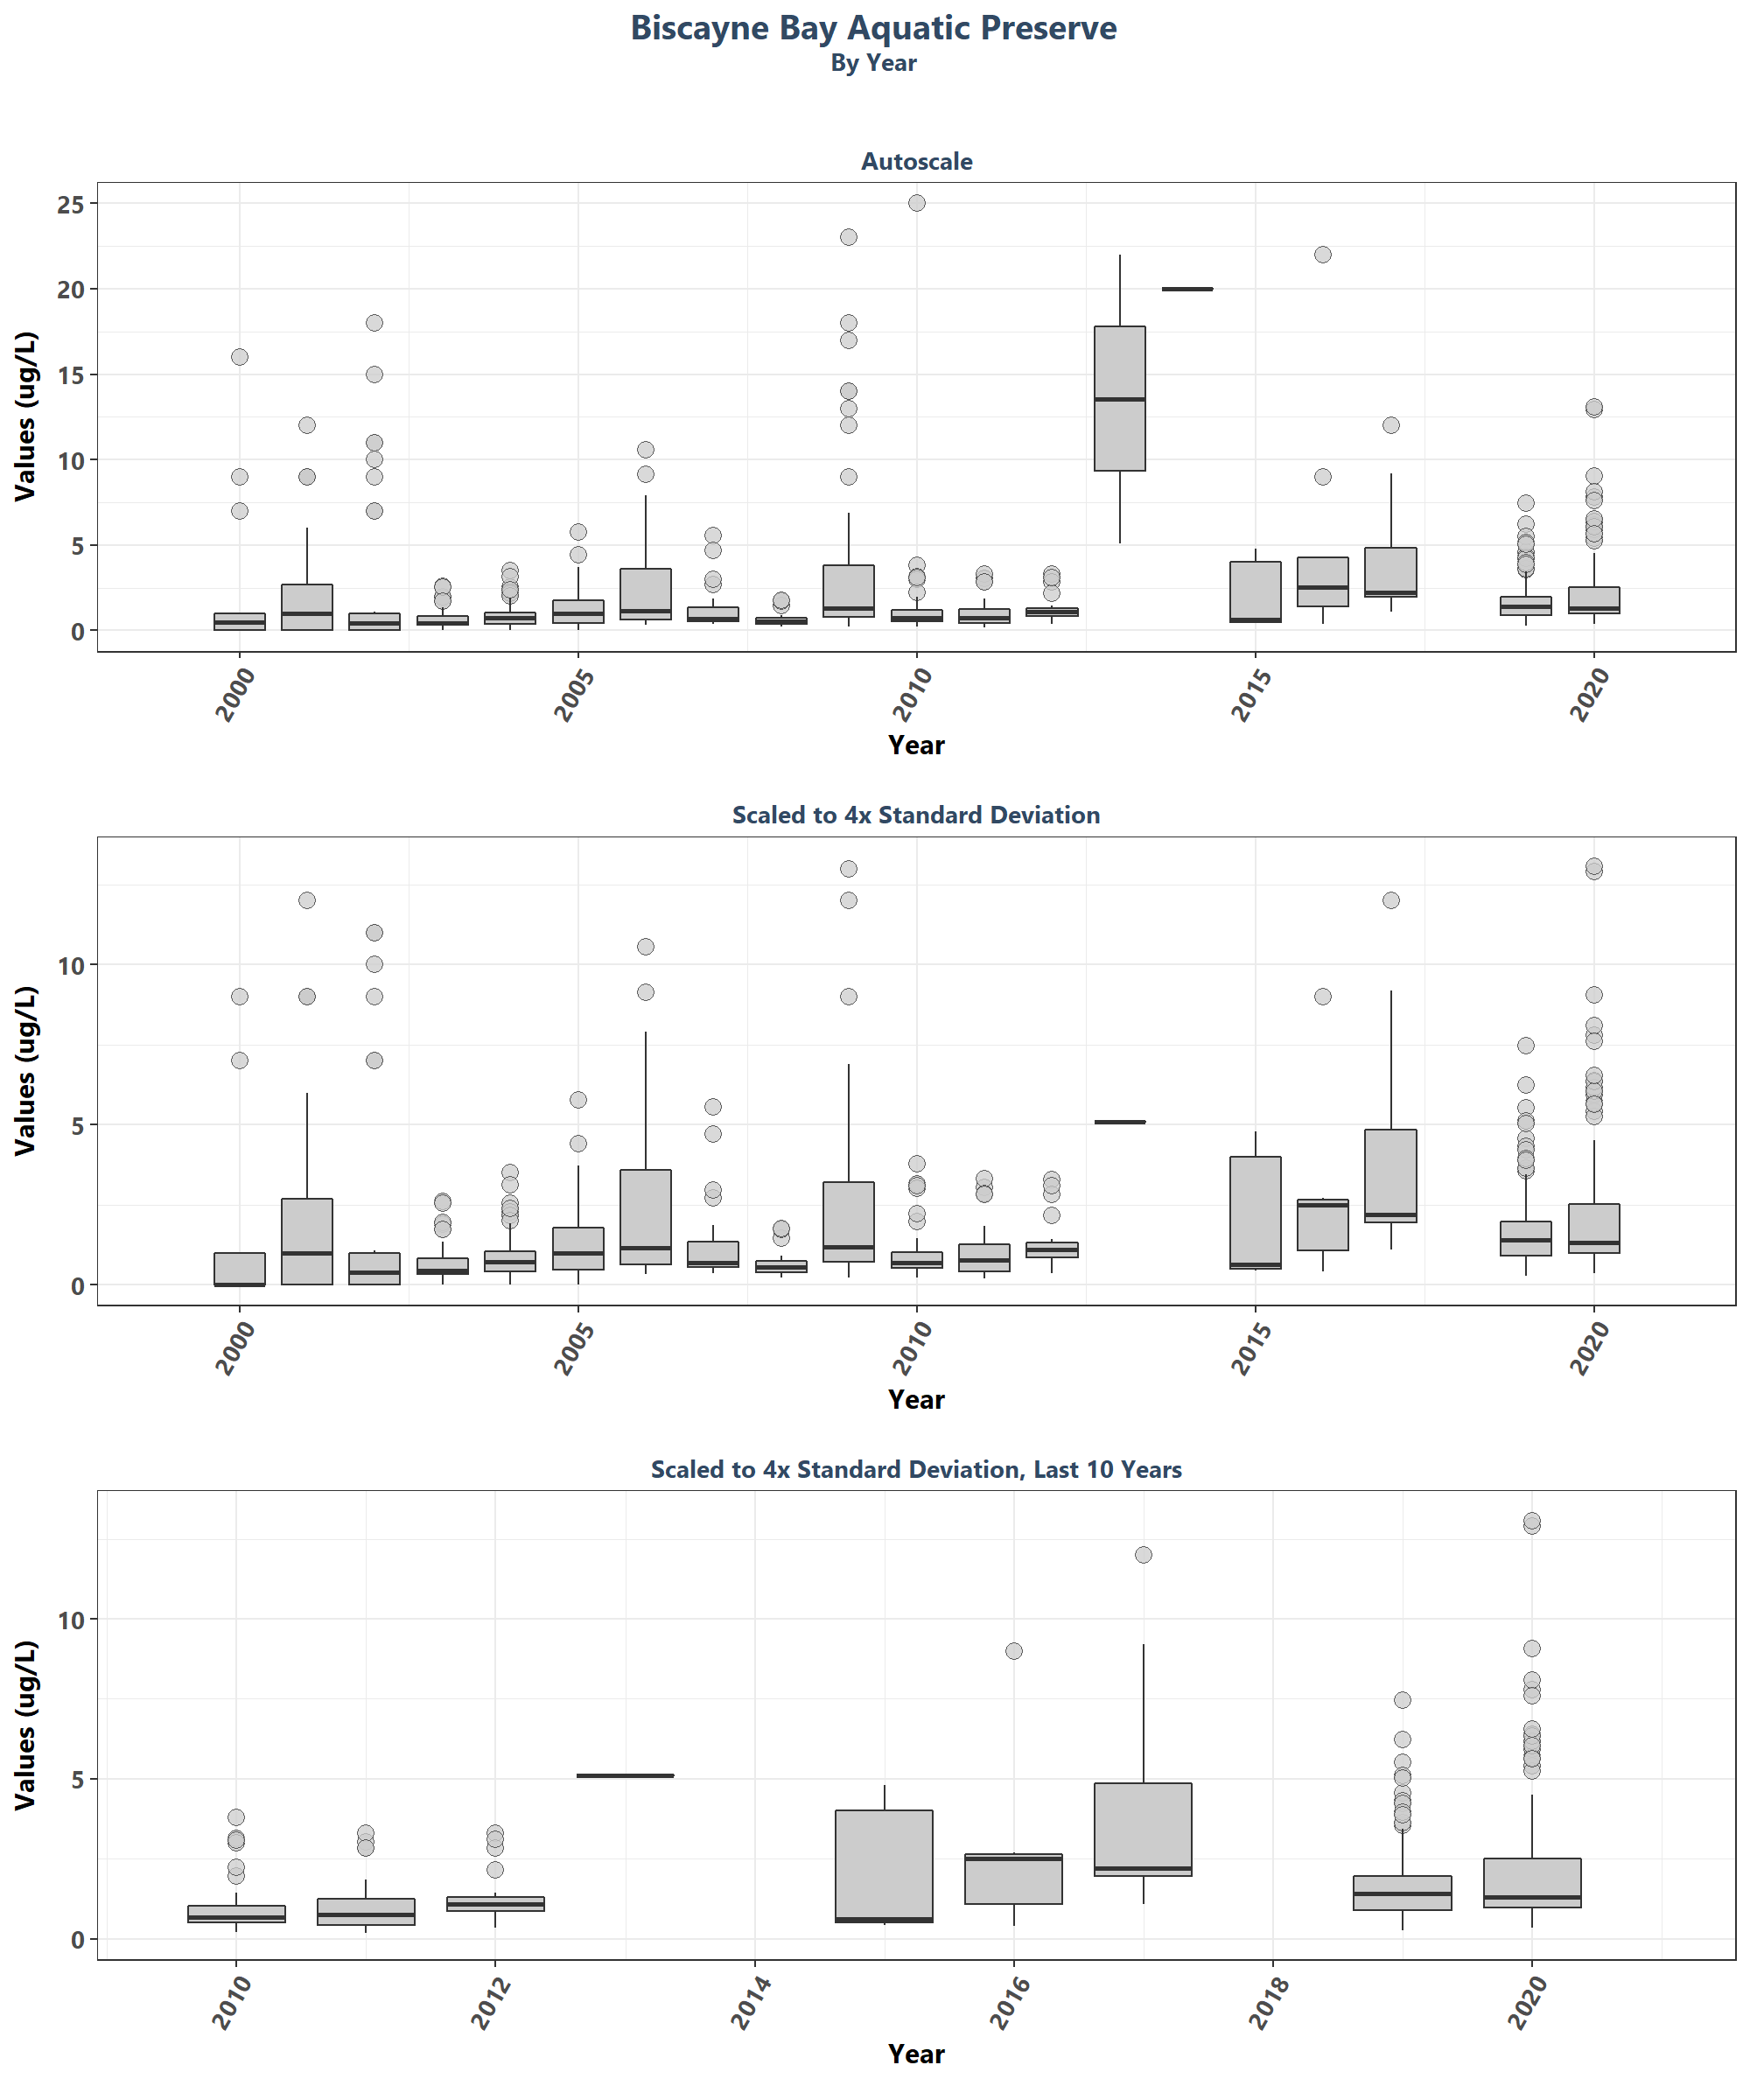 Biscayne Bay Aquatic Preserve
By Year
Autoscale
Values (ug/L)
25
20
15
10
5
0
2000 2005 2010 2015 2020
Year
Scaled to 4x Standard Deviation
Values (ug/L)
10
5
0
2000 2005 2010 2015 2020
Year
Scaled to 4x Standard Deviation, Last 10 Years
Values (ug/L)
10
5
0
2010 2012 2014 2016 2018 2020
Year